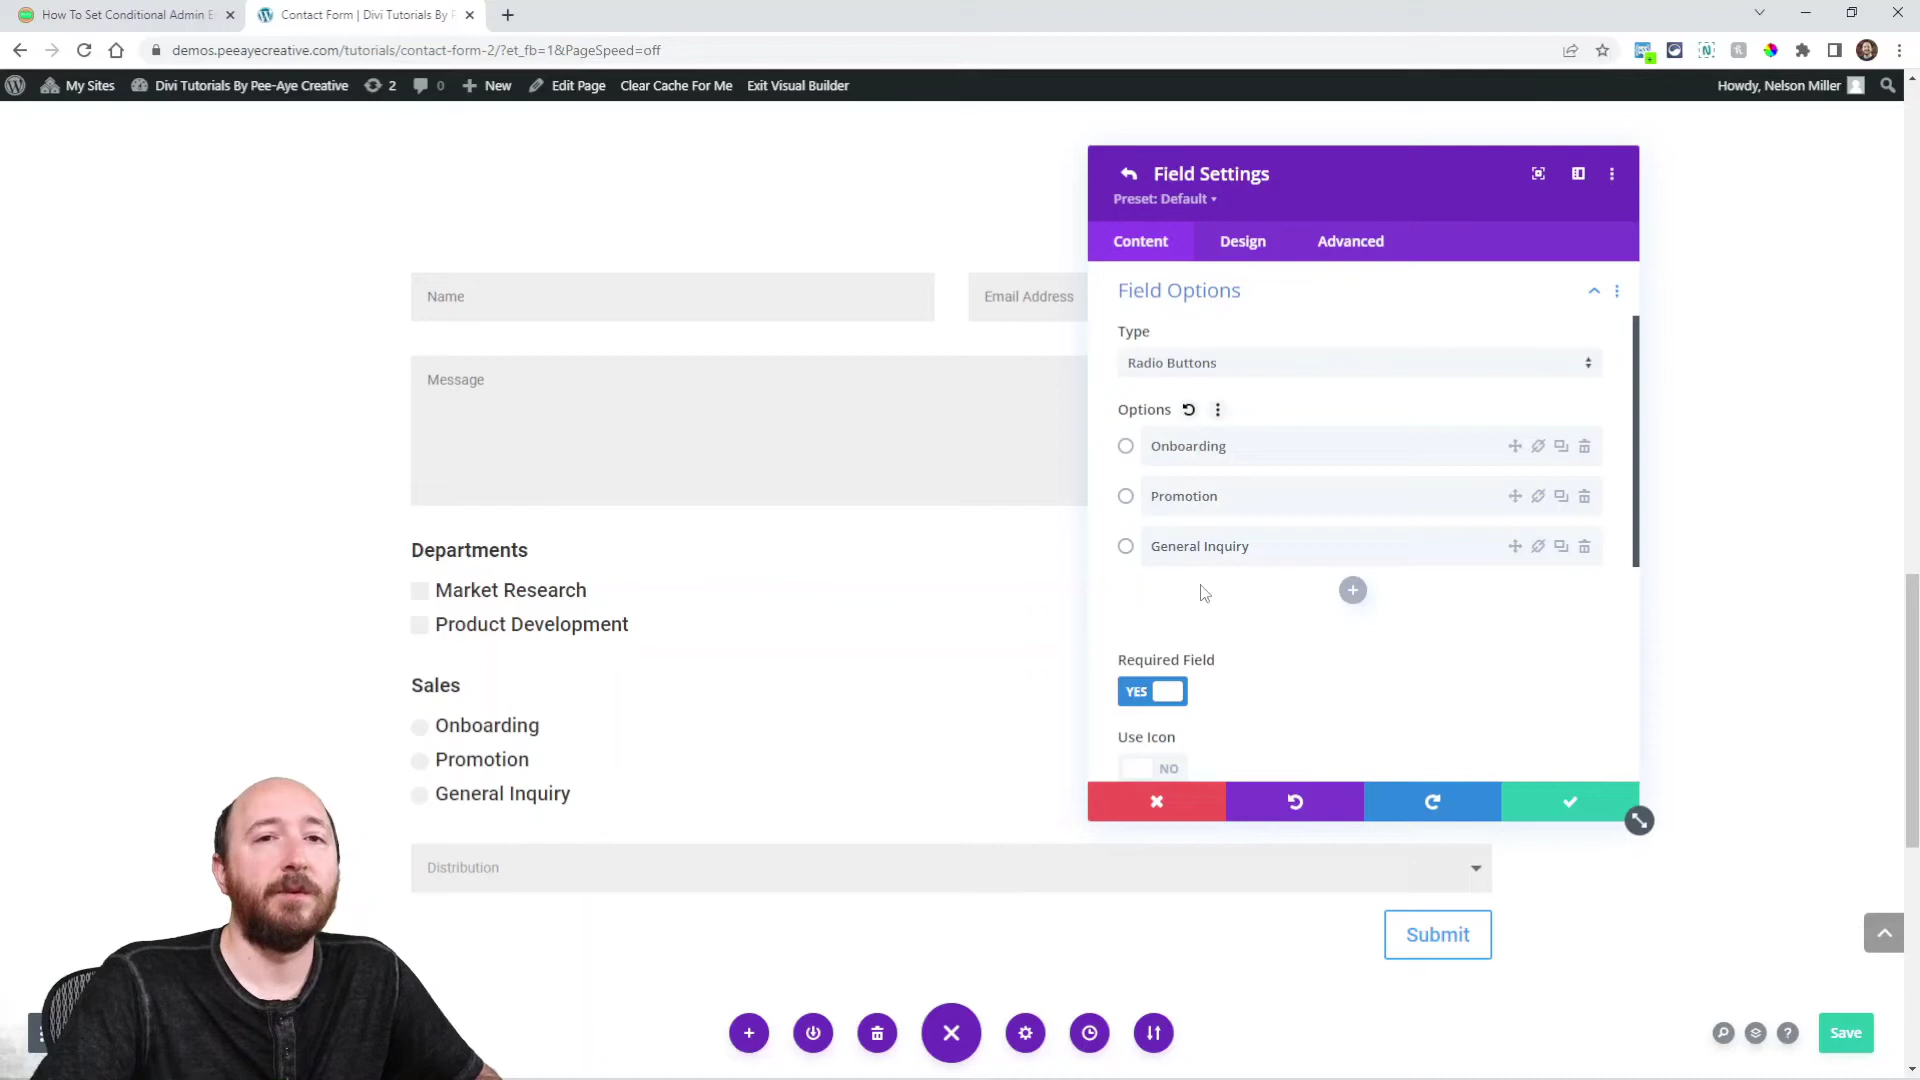 How To Set Conditional Admin E
Contact Form | Divi Tutorials By P
demos.peeayecreative.com/tutorials/contact-form-2/?et_fb=1&PageSpeed=off
My Sites Divi Tutorials By Pee-Aye Creative 2 0 New Edit Page Clear Cache For Me Exit Visual Builder Howdy, Nelson Miller
Field Settings
Preset: Default
Content Design Advanced
Field Options
Type
Radio Buttons
Options
Onboarding
Promotion
General Inquiry
Required Field
YES
Use Icon
NO
Name
Email Address
Message
Departments
Market Research
Product Development
Sales
Onboarding
Promotion
General Inquiry
Distribution
Submit
Save